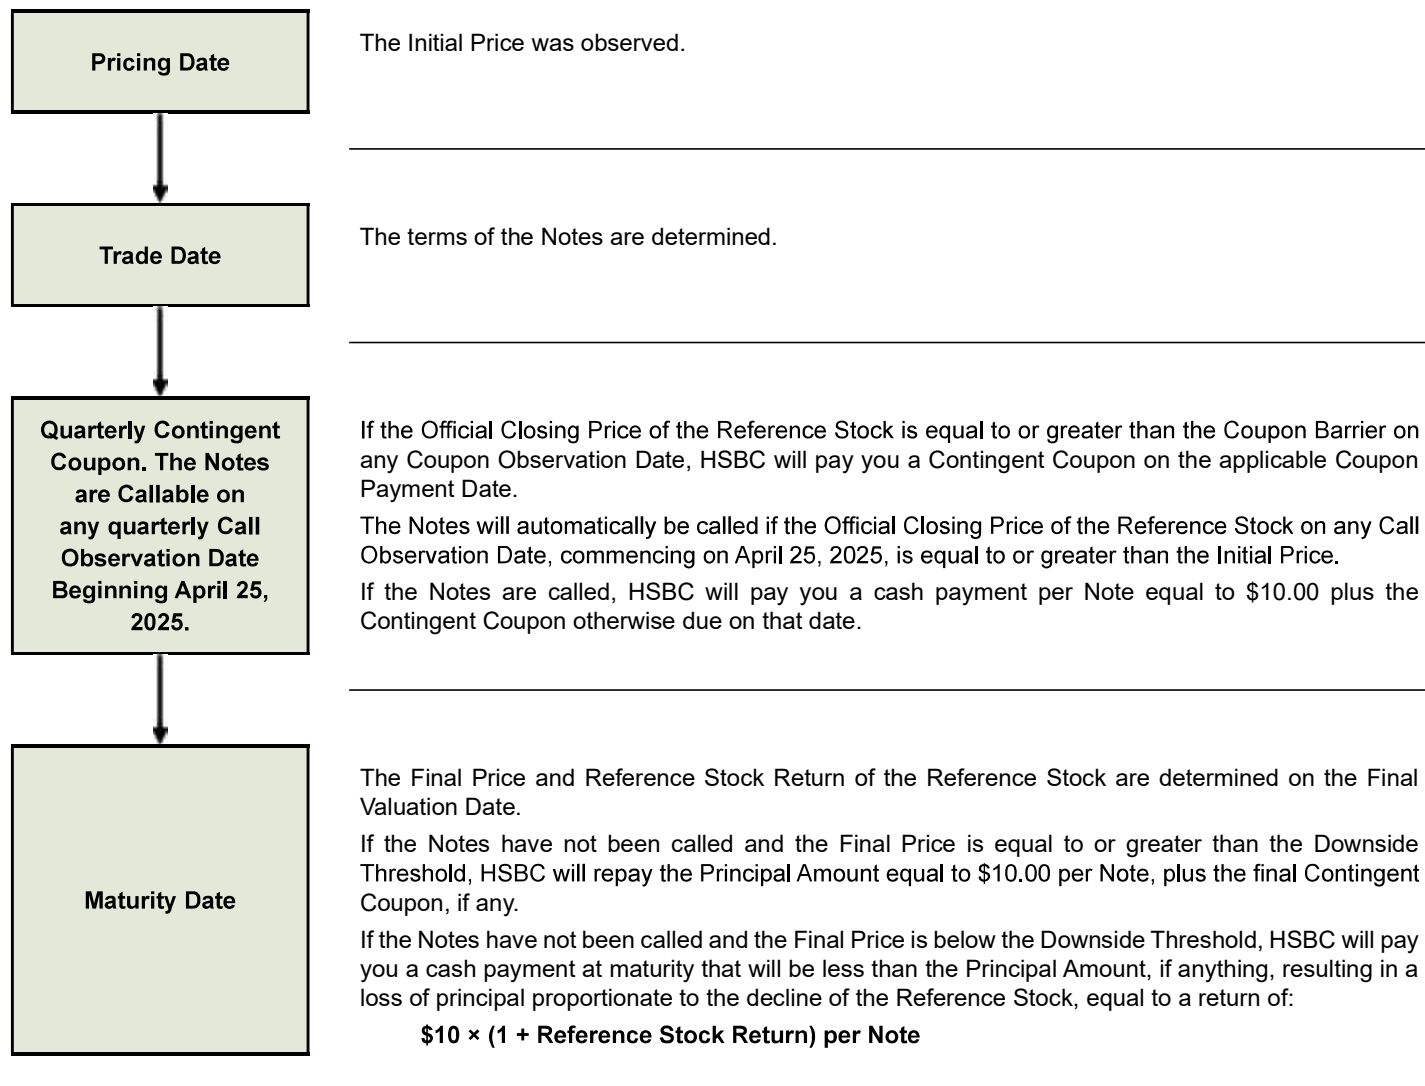 Pricing Date
The Initial Price was observed.
Trade Date
The terms of the Notes are determined.
Quarterly Contingent
Coupon. The Notes
are Callable on
any quarterly Call
Observation Date
Beginning April 25,
2025.
If the Official Closing Price of the Reference Stock is equal to or greater than the Coupon Barrier on
any Coupon Observation Date, HSBC will pay you a Contingent Coupon on the applicable Coupon
Payment Date.
The Notes will automatically be called if the Official Closing Price of the Reference Stock on any Call
Observation Date, commencing on April 25, 2025, is equal to or greater than the Initial Price.
If the Notes are called, HSBC will pay you a cash payment per Note equal to $10.00 plus the
Contingent Coupon otherwise due on that date.
Maturity Date
The Final Price and Reference Stock Return of the Reference Stock are determined on the Final
Valuation Date.
If the Notes have not been called and the Final Price is equal to or greater than the Downside
Threshold, HSBC will repay the Principal Amount equal to $10.00 per Note, plus the final Contingent
Coupon, if any.
If the Notes have not been called and the Final Price is below the Downside Threshold, HSBC will pay
you a cash payment at maturity that will be less than the Principal Amount, if anything, resulting in a
loss of principal proportionate to the decline of the Reference Stock, equal to a return of:
$10 × (1 + Reference Stock Return) per Note